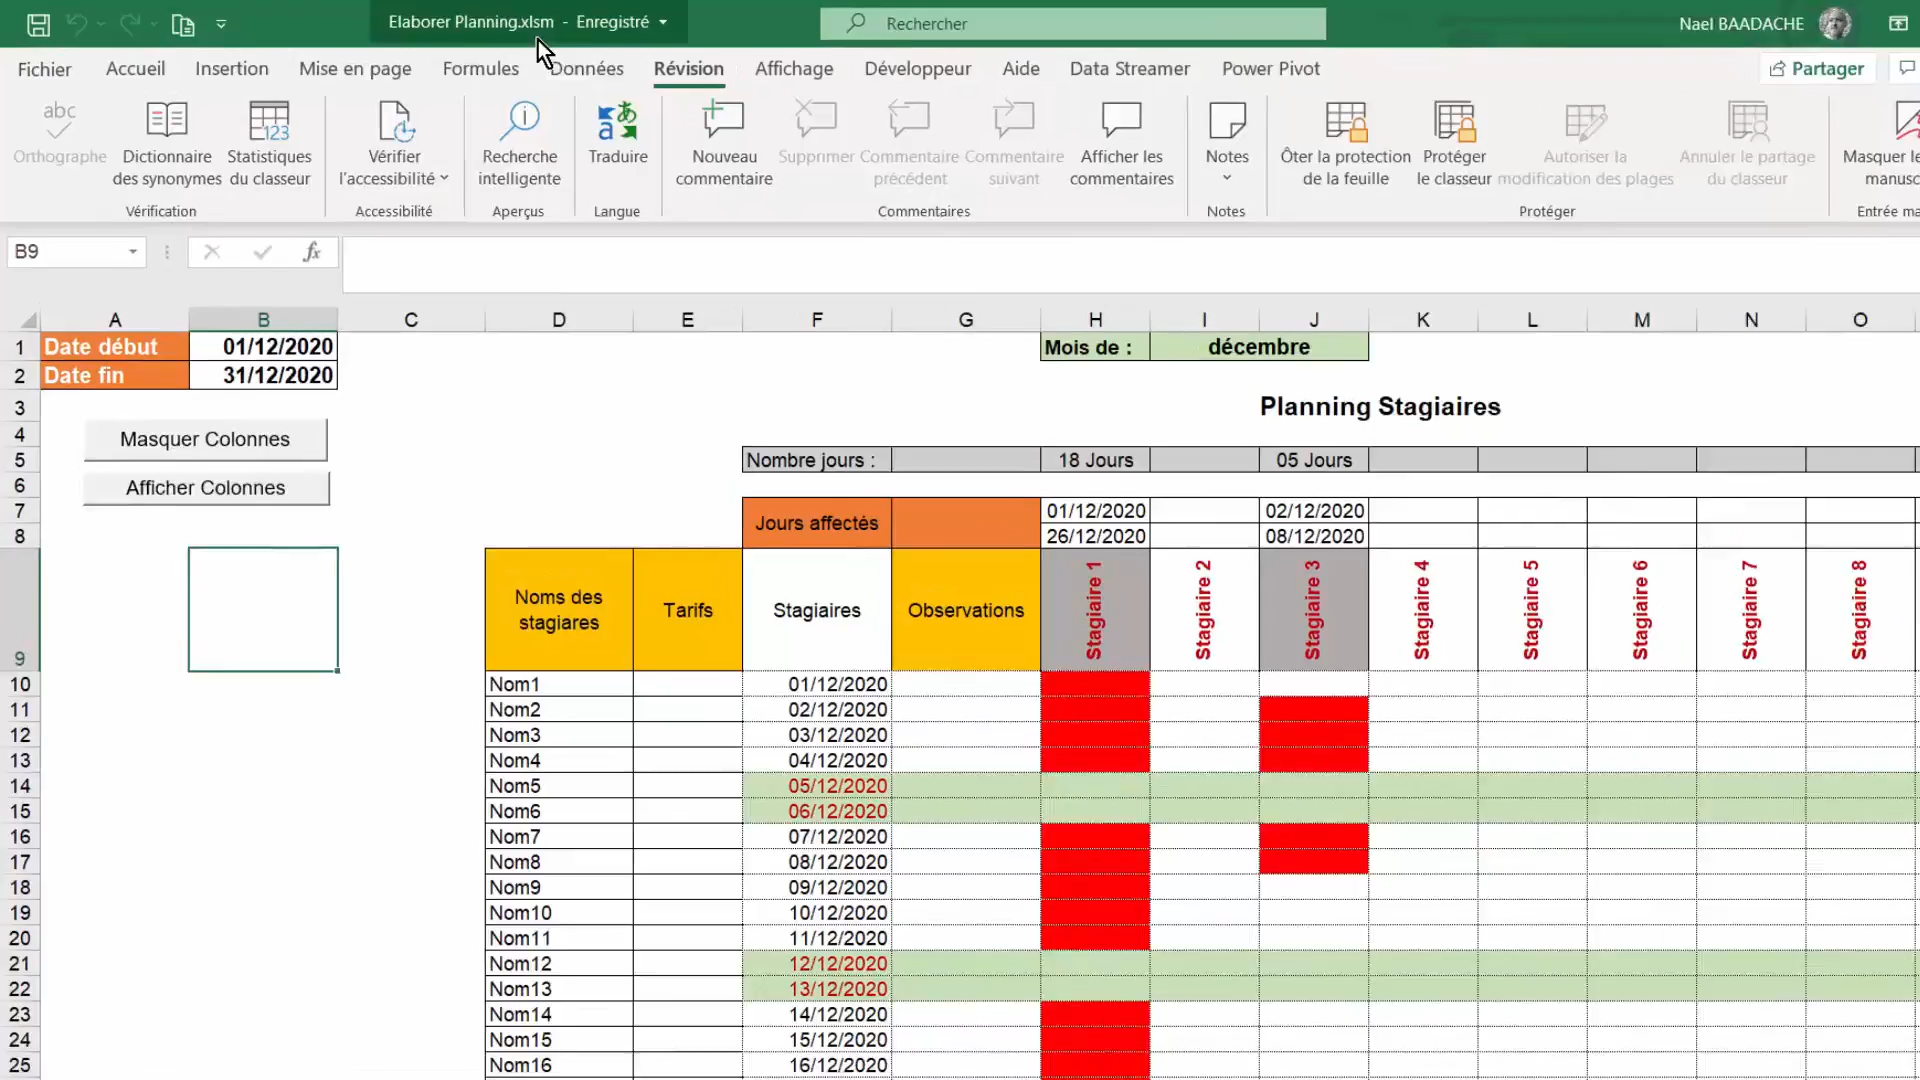 Elaborer Planning.xlsm - Enregistré
Rechercher
Nael BAADACHE
Fichier Accueil Insertion Mise en page Formules Données Révision Affichage Développeur Aide Data Streamer Power Pivot
Partager
abc
Orthographe
Dictionnaire
des synonymes
123
Statistiques
du classeur
Vérification
Vérifier
l'accessibilité
Accessibilité
Recherche
intelligente
Aperçus
Traduire
Langue
Nouveau
commentaire
Supprimer
Commentaire
précédent
Commentaire
suivant
Afficher les
commentaires
Commentaires
Notes
Notes
Ôter la protection
de la feuille
Protéger
le classeur
Autoriser la
modification des plages
Annuler le partage
du classeur
Protéger
Masquer le
manusc
Entrée ma
B9
fx
A B C D E F G H I J K L M N O
1 Date début 01/12/2020 Mois de : décembre
2 Date fin 31/12/2020
3 Planning Stagiaires
4 Masquer Colonnes
5 Nombre jours : 18 Jours 05 Jours
6 Afficher Colonnes
7 Jours affectés 01/12/2020 02/12/2020
8 26/12/2020 08/12/2020
9 Noms des
stagiares
Tarifs Stagiaires Observations Stagiaire 1 Stagiaire 2 Stagiaire 3 Stagiaire 4 Stagiaire 5 Stagiaire 6 Stagiaire 7 Stagiaire 8
10 Nom1 01/12/2020
11 Nom2 02/12/2020
12 Nom3 03/12/2020
13 Nom4 04/12/2020
14 Nom5 05/12/2020
15 Nom6 06/12/2020
16 Nom7 07/12/2020
17 Nom8 08/12/2020
18 Nom9 09/12/2020
19 Nom10 10/12/2020
20 Nom11 11/12/2020
21 Nom12 12/12/2020
22 Nom13 13/12/2020
23 Nom14 14/12/2020
24 Nom15 15/12/2020
25 Nom16 16/12/2020